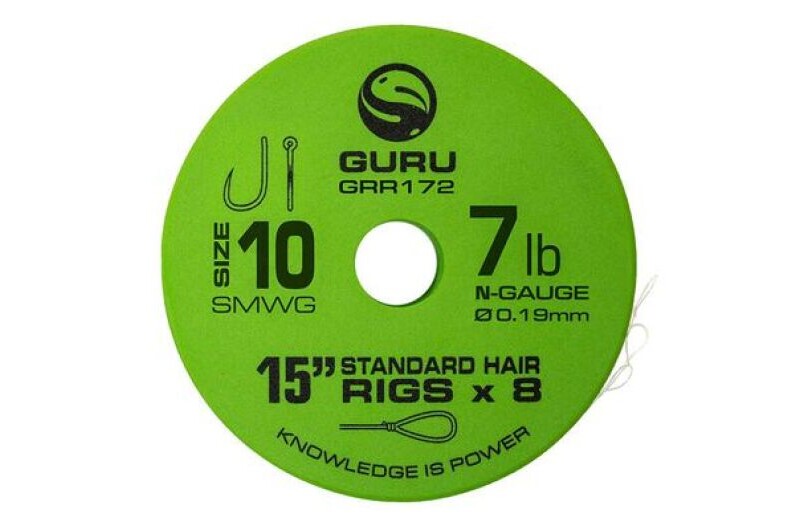 GURU
GRR172
SIZE 10
SMWG
7 lb
N-GAUGE
Ø 0.19mm
15” STANDARD HAIR
RIGS x 8
KNOWLEDGE IS POWER